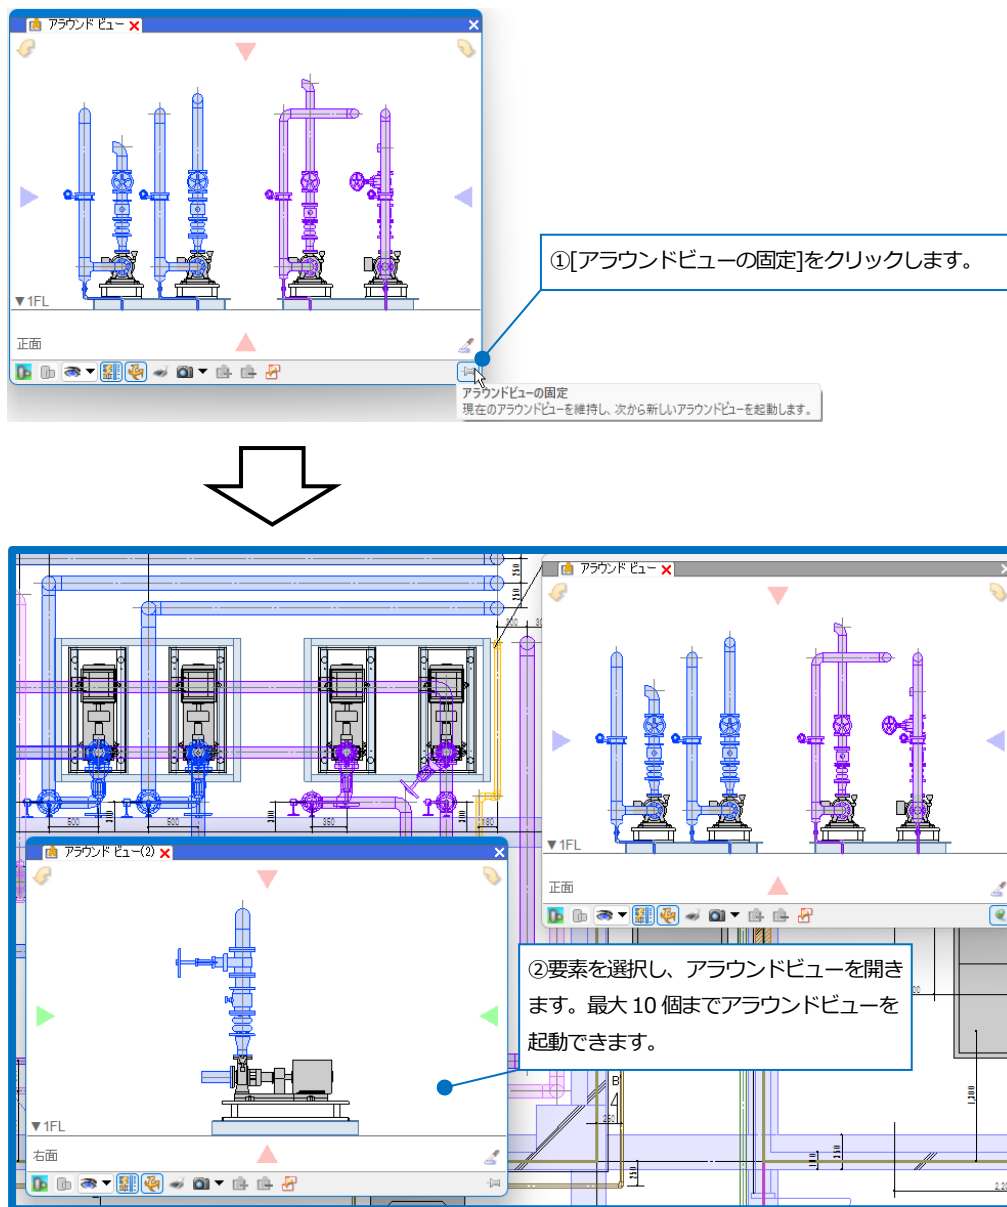 アラウンド ビュー
▼1FL
正面
①[アラウンドビューの固定]をクリックします。
アラウンドビューの固定
現在のアラウンドビューを維持し、次から新しいアラウンドビューを起動します。
250
250
アラウンド ビュー
500
500
350
▼1FL
正面
アラウンド ビュー(2)
▼1FL
右面
②要素を選択し、アラウンドビューを開き
ます。最大 10 個までアラウンドビューを
起動できます。
B
250